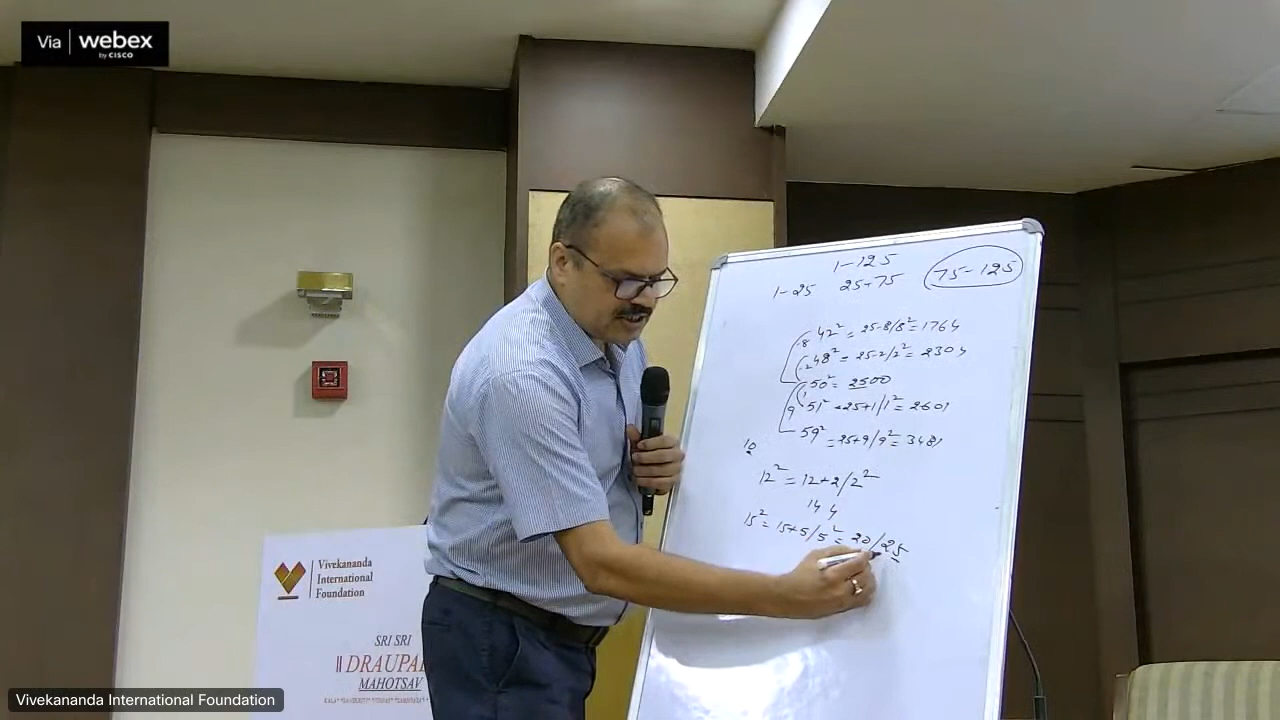 Via webex
by CISCO
1-125
1-25 25-75 75-125
-8 42² = 25-8/8² = 1764
-2 48² = 25-2/2² = 2304
50² = 2500
1 51² = 25+1/1² = 2601
9 59² = 25+9/9² = 3481
10
12² = 12+2/2²
144
15² = 15+5/5² = 20/25
Vivekananda
International
Foundation
SRI SRI
MAHOTSAV
Vivekananda International Foundation